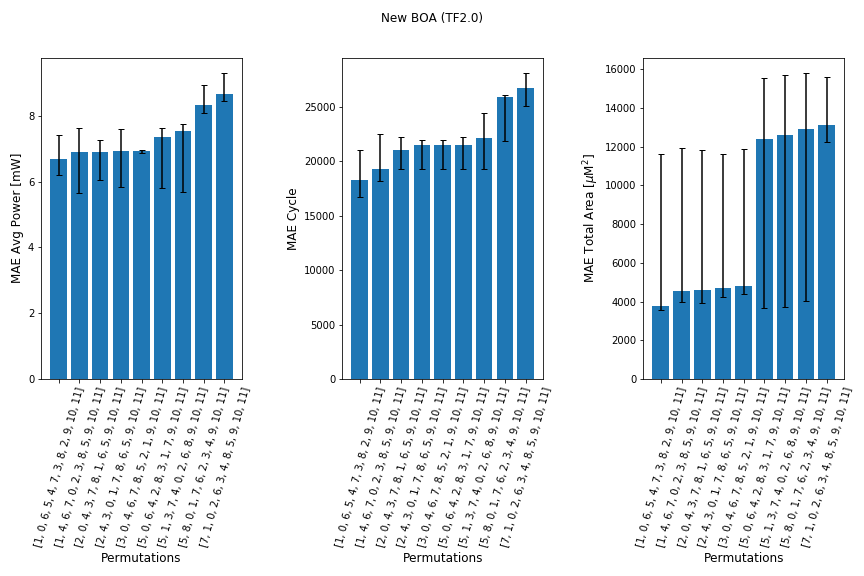 New BOA (TF2.0)
MAE Avg Power [mW]
8
6
4
2
0
[1, 0, 6, 5, 4, 7, 3, 8, 2, 9, 10, 11]
[1, 4, 6, 7, 0, 2, 3, 8, 5, 9, 10, 11]
[2, 0, 4, 3, 7, 8, 1, 6, 5, 9, 10, 11]
[2, 4, 3, 0, 1, 7, 8, 6, 5, 9, 10, 11]
[3, 0, 4, 6, 7, 8, 5, 2, 1, 9, 10, 11]
[5, 0, 6, 4, 2, 8, 3, 1, 7, 9, 10, 11]
[5, 1, 3, 7, 4, 0, 2, 6, 8, 9, 10, 11]
[5, 8, 0, 1, 7, 6, 2, 3, 4, 9, 10, 11]
[7, 1, 0, 2, 6, 3, 4, 8, 5, 9, 10, 11]
Permutations
MAE Cycle
25000
20000
15000
10000
5000
0
[1, 0, 6, 5, 4, 7, 3, 8, 2, 9, 10, 11]
[1, 4, 6, 7, 0, 2, 3, 8, 5, 9, 10, 11]
[2, 0, 4, 3, 7, 8, 1, 6, 5, 9, 10, 11]
[2, 4, 3, 0, 1, 7, 8, 6, 5, 9, 10, 11]
[3, 0, 4, 6, 7, 8, 5, 2, 1, 9, 10, 11]
[5, 0, 6, 4, 2, 8, 3, 1, 7, 9, 10, 11]
[5, 1, 3, 7, 4, 0, 2, 6, 8, 9, 10, 11]
[5, 8, 0, 1, 7, 6, 2, 3, 4, 9, 10, 11]
[7, 1, 0, 2, 6, 3, 4, 8, 5, 9, 10, 11]
Permutations
MAE Total Area [μM²]
16000
14000
12000
10000
8000
6000
4000
2000
0
[1, 0, 6, 5, 4, 7, 3, 8, 2, 9, 10, 11]
[1, 4, 6, 7, 0, 2, 3, 8, 5, 9, 10, 11]
[2, 0, 4, 3, 7, 8, 1, 6, 5, 9, 10, 11]
[2, 4, 3, 0, 1, 7, 8, 6, 5, 9, 10, 11]
[3, 0, 4, 6, 7, 8, 5, 2, 1, 9, 10, 11]
[5, 0, 6, 4, 2, 8, 3, 1, 7, 9, 10, 11]
[5, 1, 3, 7, 4, 0, 2, 6, 8, 9, 10, 11]
[5, 8, 0, 1, 7, 6, 2, 3, 4, 9, 10, 11]
[7, 1, 0, 2, 6, 3, 4, 8, 5, 9, 10, 11]
Permutations